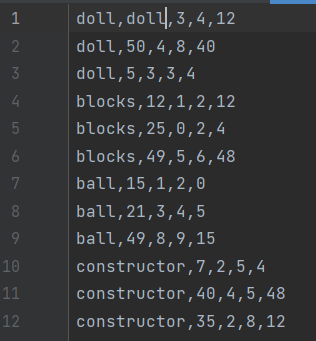 1 doll,doll,3,4,12
2 doll,50,4,8,40
3 doll,5,3,3,4
4 blocks,12,1,2,12
5 blocks,25,0,2,4
6 blocks,49,5,6,48
7 ball,15,1,2,0
8 ball,21,3,4,5
9 ball,49,8,9,15
10 constructor,7,2,5,4
11 constructor,40,4,5,48
12 constructor,35,2,8,12